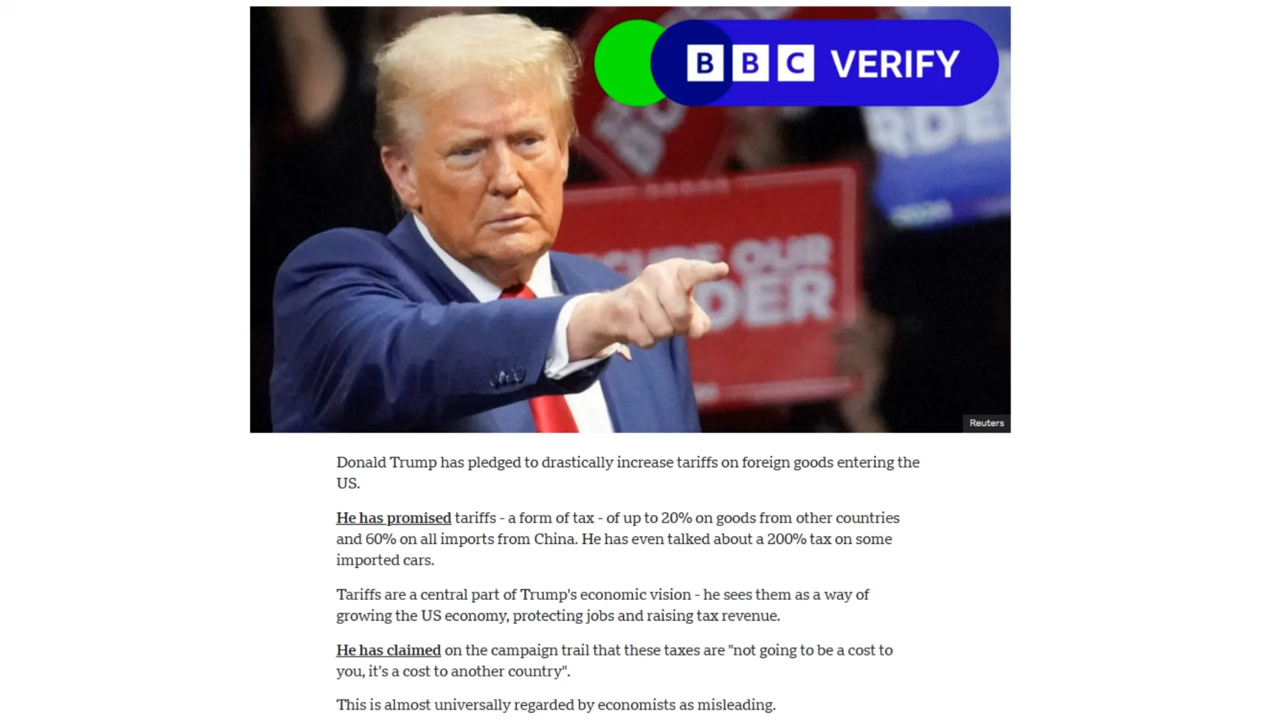 BBC VERIFY
RDE
CURE OUR
DER
Reuters
Donald Trump has pledged to drastically increase tariffs on foreign goods entering the
US.
He has promised tariffs - a form of tax - of up to 20% on goods from other countries
and 60% on all imports from China. He has even talked about a 200% tax on some
imported cars.
Tariffs are a central part of Trump's economic vision - he sees them as a way of
growing the US economy, protecting jobs and raising tax revenue.
He has claimed on the campaign trail that these taxes are "not going to be a cost to
you, it's a cost to another country".
This is almost universally regarded by economists as misleading.